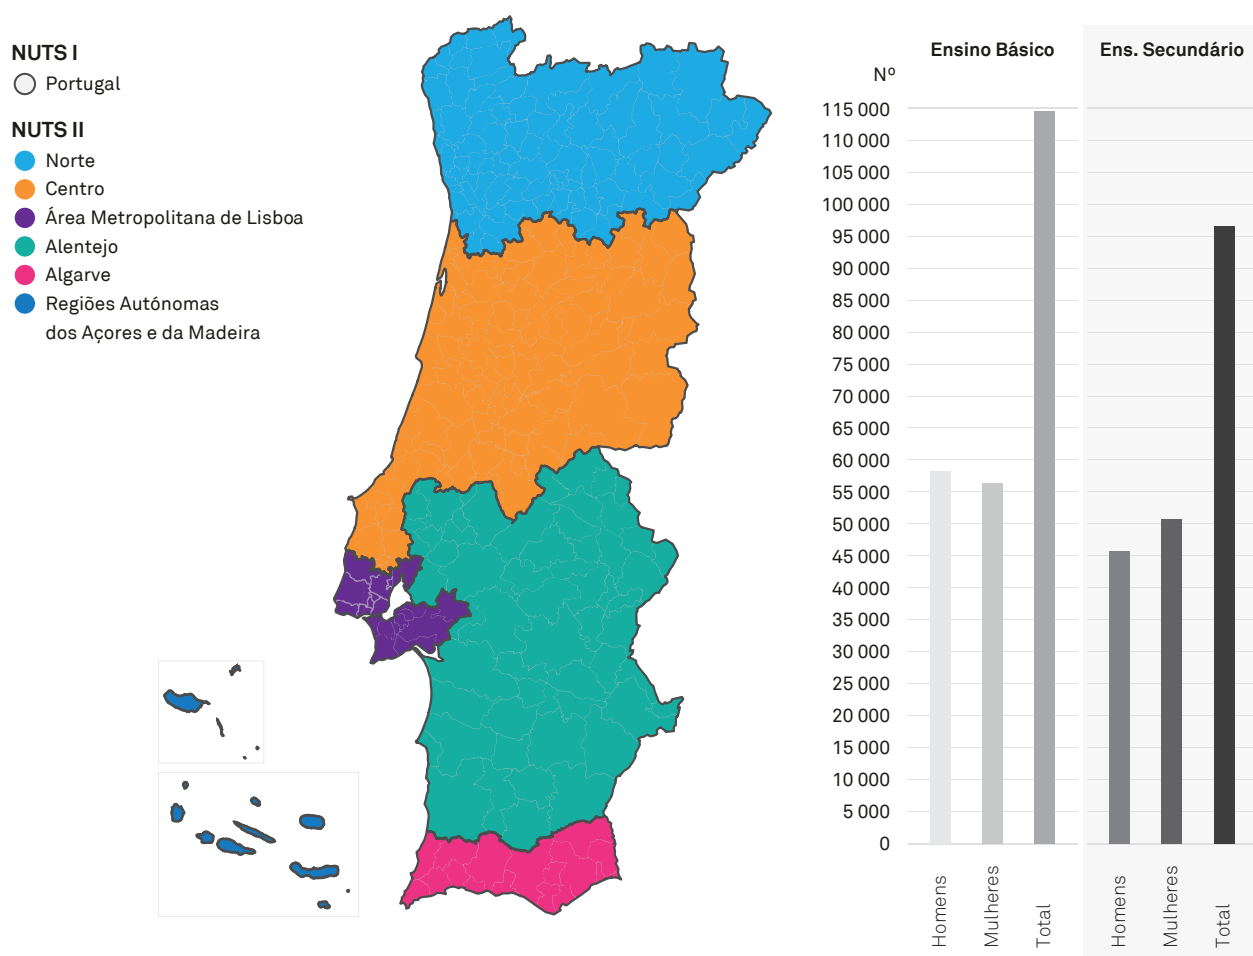 NUTS I
Portugal
NUTS II
Norte
Centro
Área Metropolitana de Lisboa
Alentejo
Algarve
Regiões Autónomas
dos Açores e da Madeira
Ensino Básico
Ens. Secundário
Nº
115 000
110 000
105 000
100 000
95 000
90 000
85 000
80 000
75 000
70 000
65 000
60 000
55 000
50 000
45 000
40 000
35 000
30 000
25 000
20 000
15 000
10 000
5 000
0
Homens
Mulheres
Total
Homens
Mulheres
Total